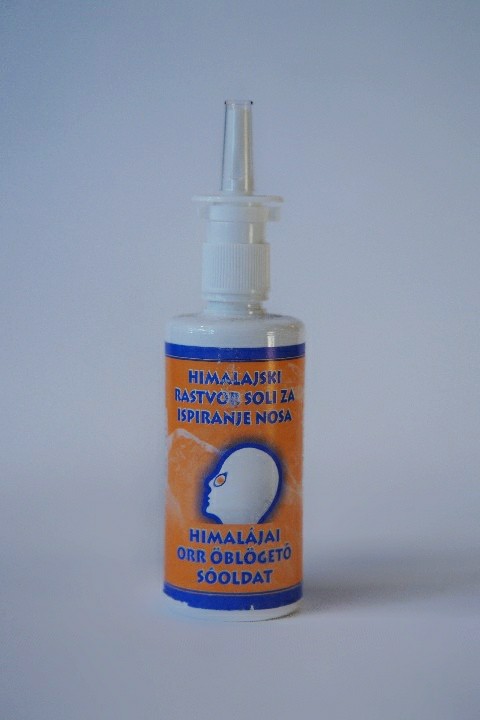 HIMALAJSKI
RASTVOR SOLI ZA
ISPIRANJE NOSA
HIMALÁJAI
ORR ÖBLÖGETŐ
SÓOLDAT